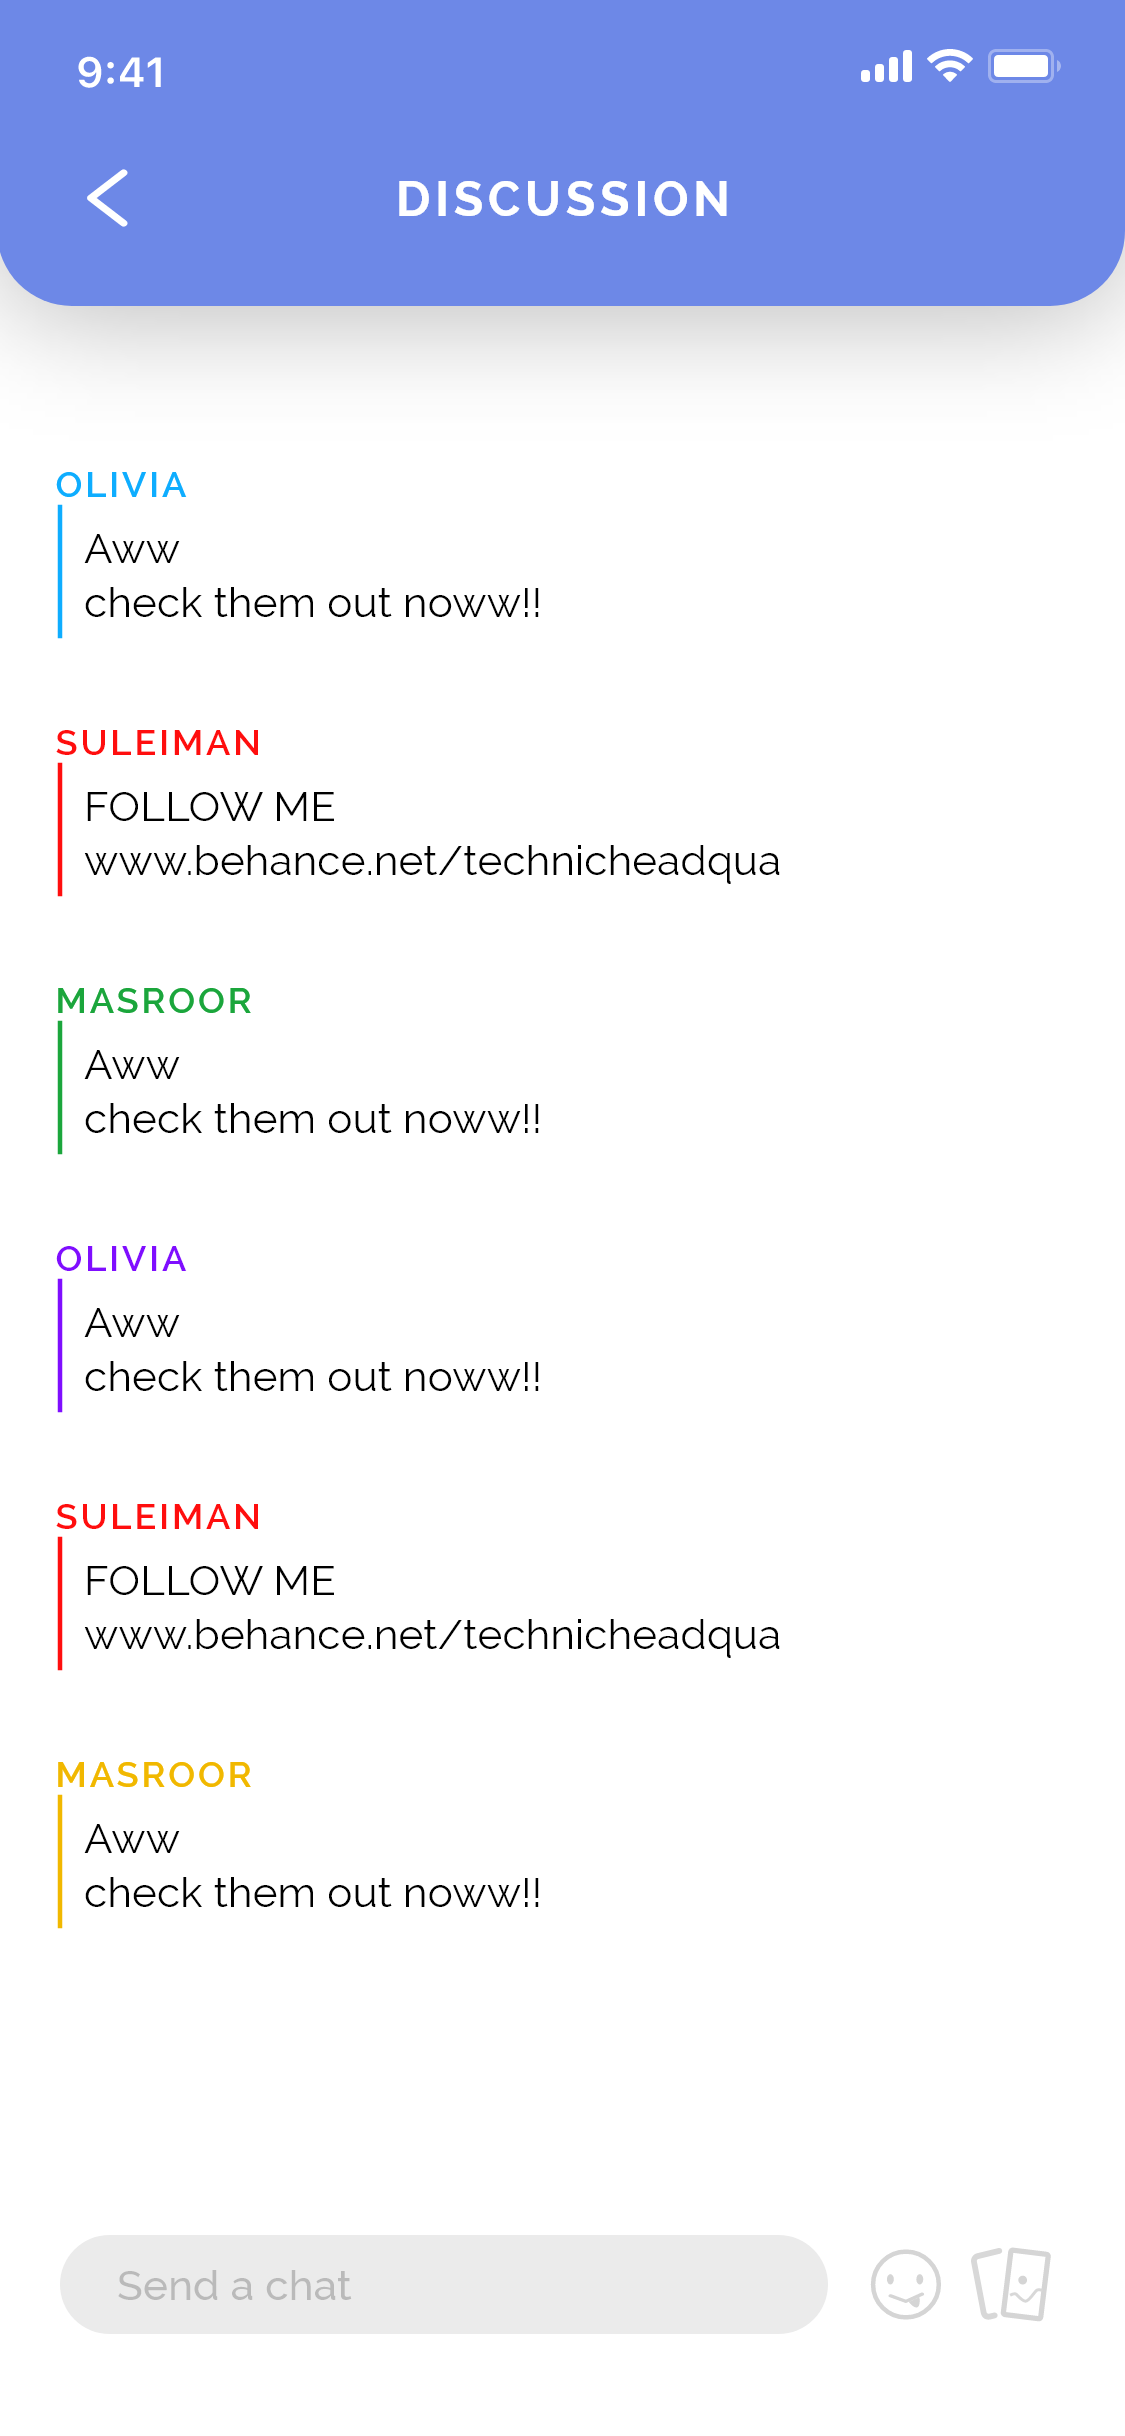 9:41
DISCUSSION
OLIVIA
Aww
check them out noww!!
SULEIMAN
FOLLOW ME
www.behance.net/technicheadqua
MASROOR
Aww
check them out noww!!
OLIVIA
Aww
check them out noww!!
SULEIMAN
FOLLOW ME
www.behance.net/technicheadqua
MASROOR
Aww
check them out noww!!
Send a chat